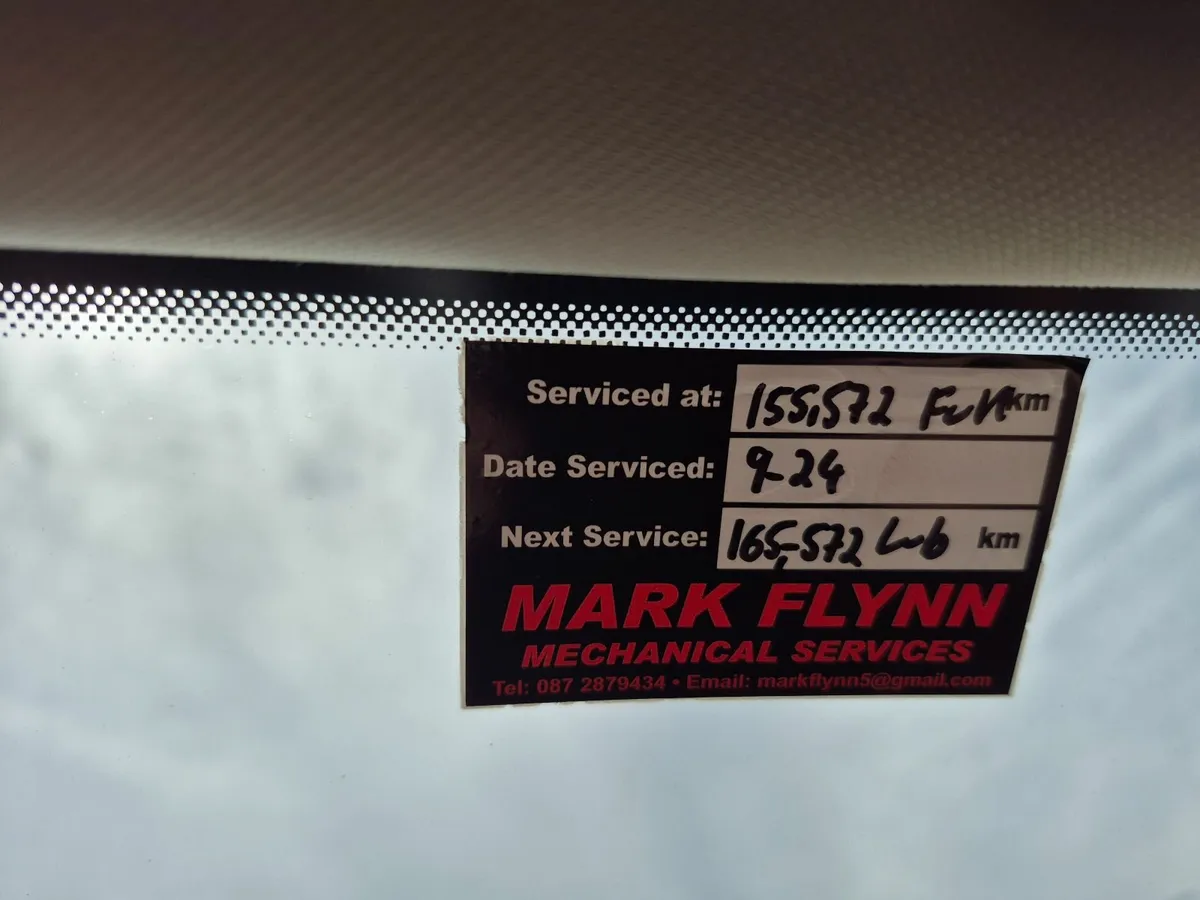 Serviced at: 155,572 Full km
Date Serviced: 9-24
Next Service: 165,572 Lub km
MARK FLYNN
MECHANICAL SERVICES
Tel: 087 2879434 • Email: markflynn5@gmail.com